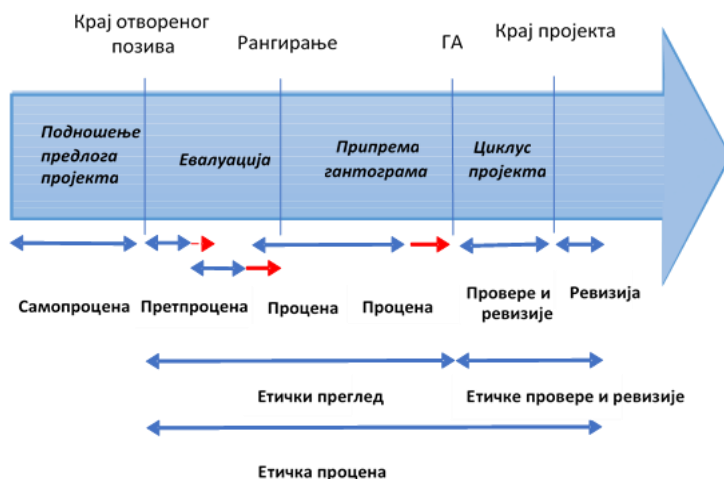 Крај отвореног
позива
Рангирање
ГА
Крај пројекта
Подношење
предлога
пројекта
Евалуација
Припрема
гантограма
Циклус
пројекта
Самопроцена
Претпроцена
Процена
Процена
Провере и
ревизије
Ревизија
Етички преглед
Етичке провере и ревизије
Етичка процена